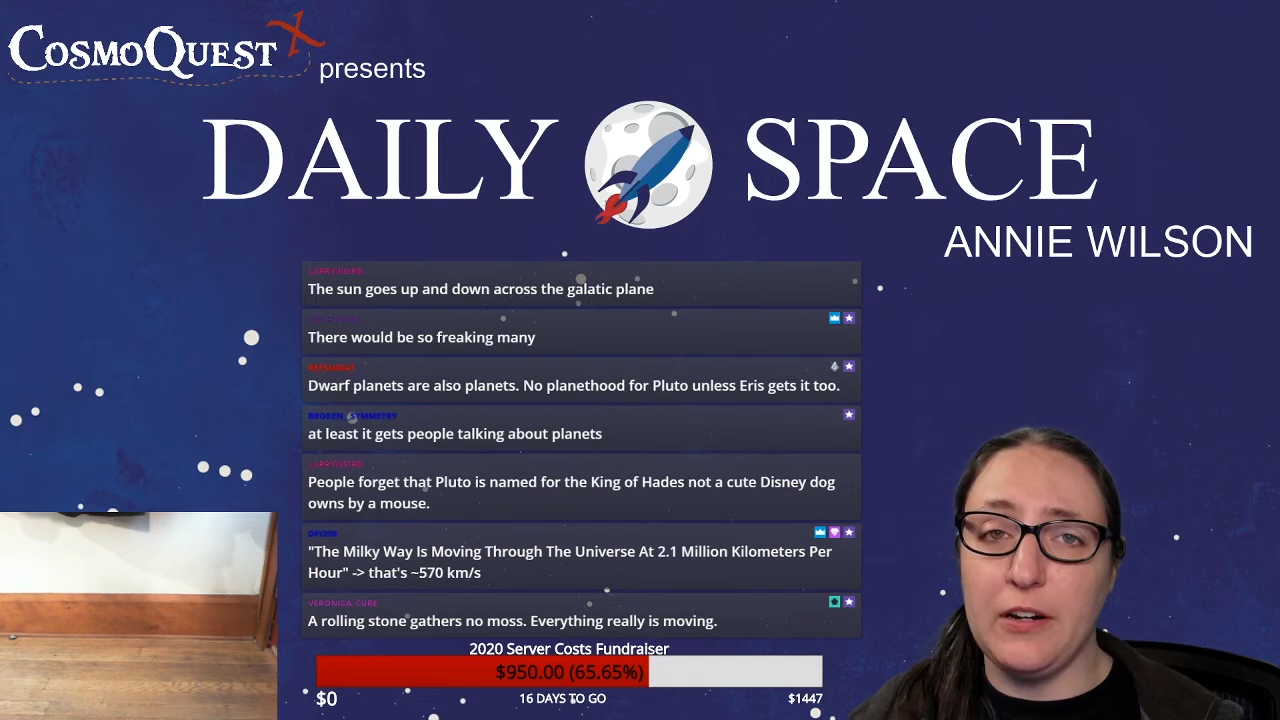 CosmoQuest X
presents
DAILY SPACE
ANNIE WILSON
LARRYWEIRD
The sun goes up and down across the galatic plane
There would be so freaking many
Dwarf planets are also planets. No planethood for Pluto unless Eris gets it too.
BROKEN_SYMMETRY
at least it gets people talking about planets
LARRYWEIRD
People forget that Pluto is named for the King of Hades not a cute Disney dog
owns by a mouse.
"The Milky Way Is Moving Through The Universe At 2.1 Million Kilometers Per
Hour" -> that's ~570 km/s
VERONICA_CURE
A rolling stone gathers no moss. Everything really is moving.
2020 Server Costs Fundraiser
$950.00 (65.65%)
$0
16 DAYS TO GO
$1447